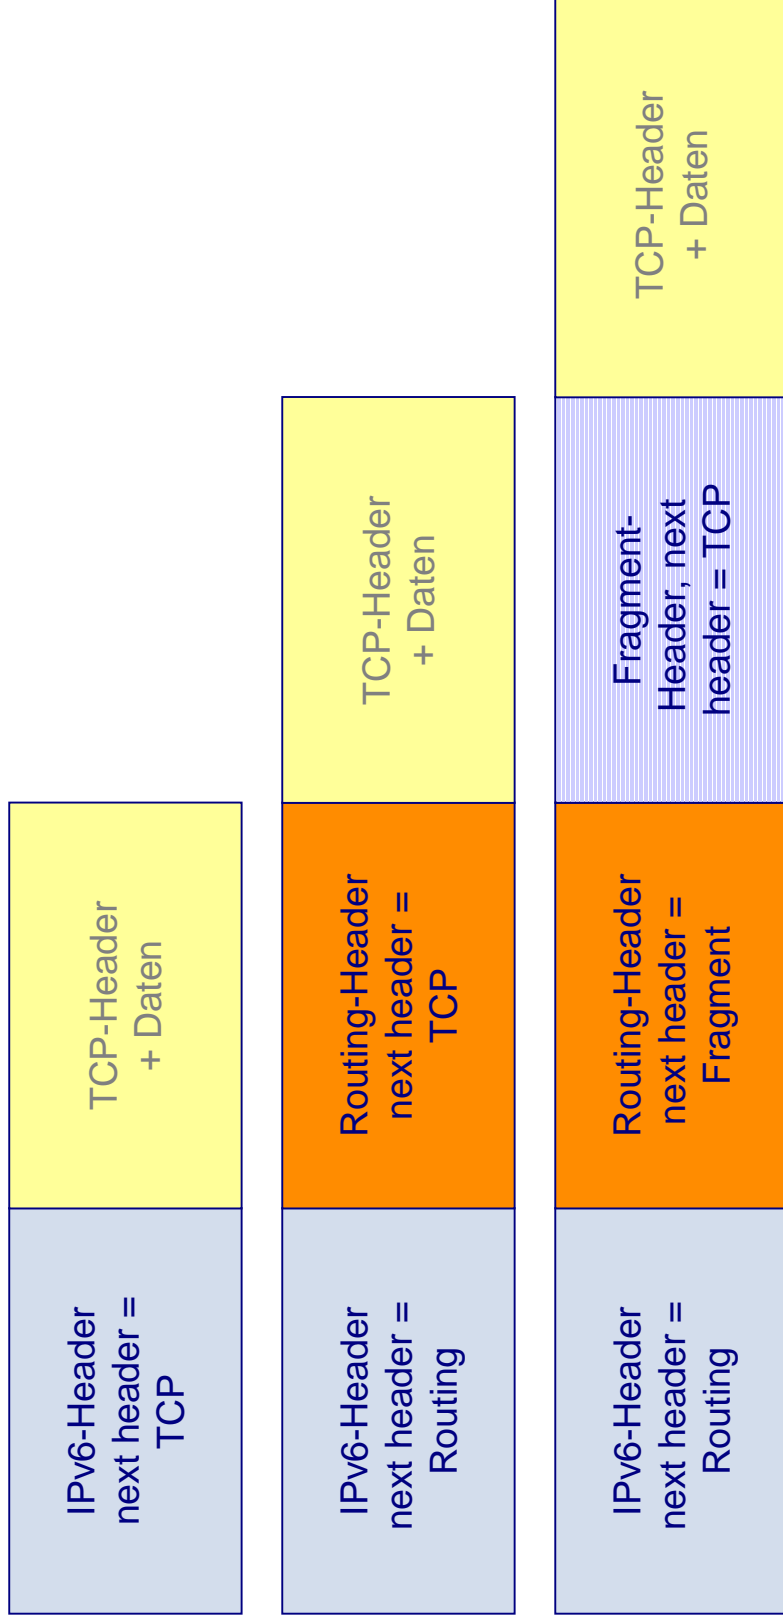 IPv6-Header
next header =
TCP
TCP-Header
+ Daten
IPv6-Header
next header =
Routing
Routing-Header
next header =
TCP
TCP-Header
+ Daten
IPv6-Header
next header =
Routing
Routing-Header
next header =
Fragment
Fragment-
Header, next
header = TCP
TCP-Header
+ Daten